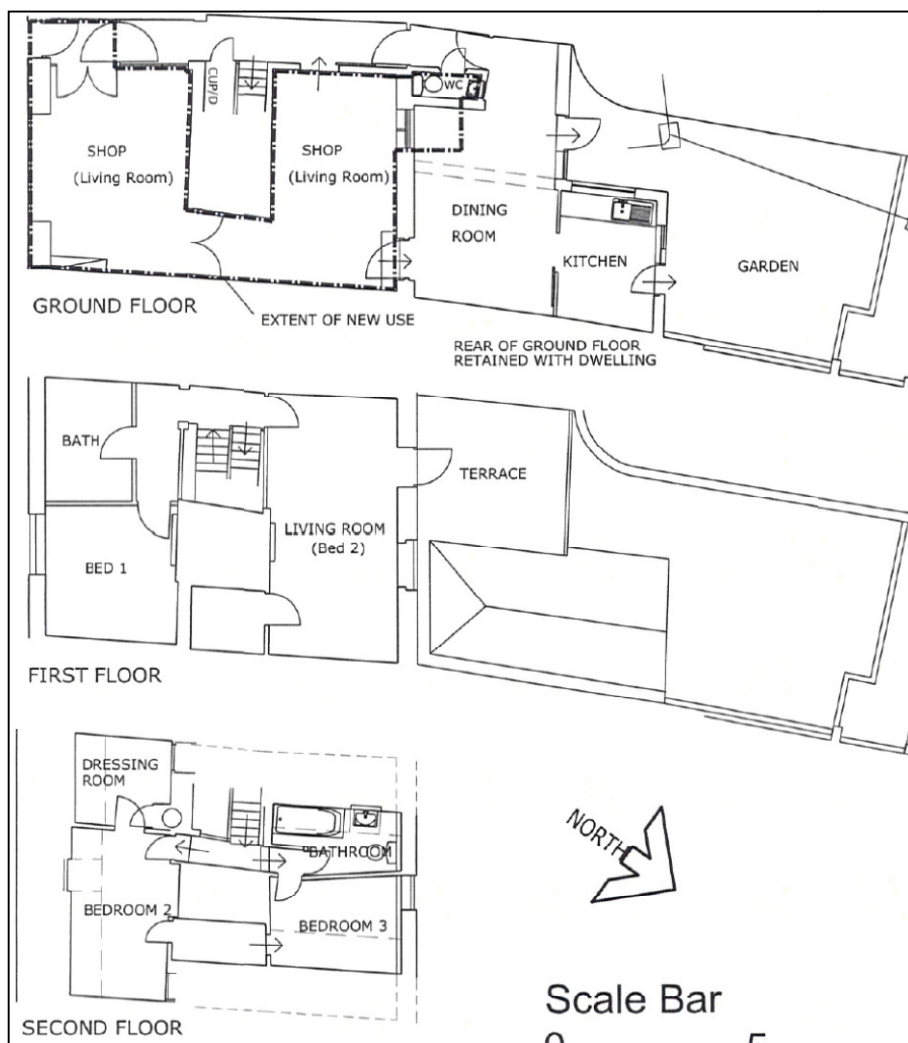 CUP/D
WC
SHOP
(Living Room)
SHOP
(Living Room)
DINING
ROOM
KITCHEN
GARDEN
GROUND FLOOR
EXTENT OF NEW USE
REAR OF GROUND FLOOR
RETAINED WITH DWELLING
BATH
BED 1
LIVING ROOM
(Bed 2)
TERRACE
FIRST FLOOR
DRESSING
ROOM
BATHROOM
BEDROOM 2
BEDROOM 3
SECOND FLOOR
NORTH
Scale Bar
0 5